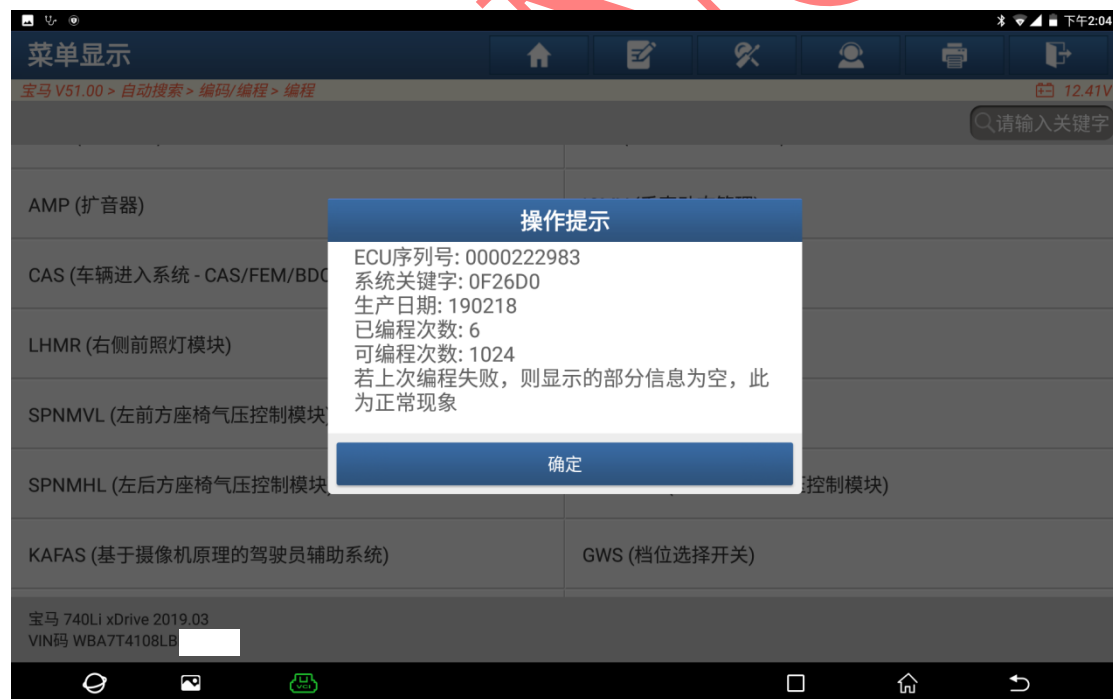 下午2:04
菜单显示
宝马 V51.00 > 自动搜索 > 编码/编程 > 编程
12.41V
请输入关键字
AMP (扩音器)
操作提示
ECU序列号: 0000222983
系统关键字: 0F26D0
生产日期: 190218
已编程次数: 6
可编程次数: 1024
若上次编程失败，则显示的部分信息为空，此
为正常现象
确定
CAS (车辆进入系统 - CAS/FEM/BDC
LHMR (右侧前照灯模块)
SPNMVL (左前方座椅气压控制模块
SPNMHL (左后方座椅气压控制模块
控制模块)
KAFAS (基于摄像机原理的驾驶员辅助系统)
GWS (档位选择开关)
宝马 740Li xDrive 2019.03
VIN码 WBA7T4108LB
VCI